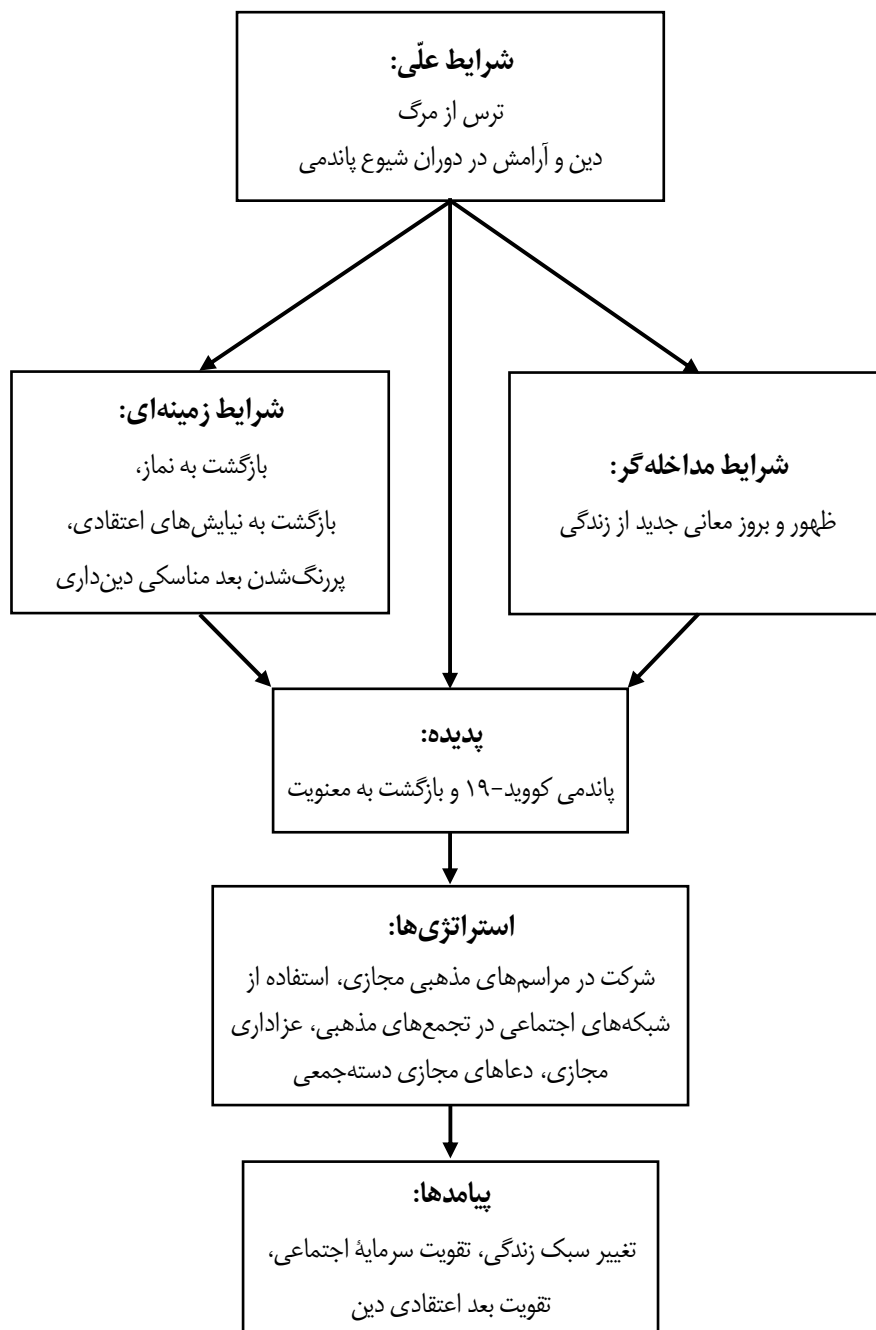 شرایط علّی:
ترس از مرگ
دین و آرامش در دوران شیوع پاندمی
شرایط زمینه‌ای:
بازگشت به نماز،
بازگشت به نیایش‌های اعتقادی،
پررنگ‌شدن بعد مناسکی دین‌داری
شرایط مداخله‌گر:
ظهور و بروز معانی جدید از زندگی
پدیده:
پاندمی کووید-۱۹ و بازگشت به معنویت
استراتژی‌ها:
شرکت در مراسم‌های مذهبی مجازی، استفاده از
شبکه‌های اجتماعی در تجمع‌های مذهبی، عزاداری
مجازی، دعاهای مجازی دسته‌جمعی
پیامدها:
تغییر سبک زندگی، تقویت سرمایۀ اجتماعی،
تقویت بعد اعتقادی دین